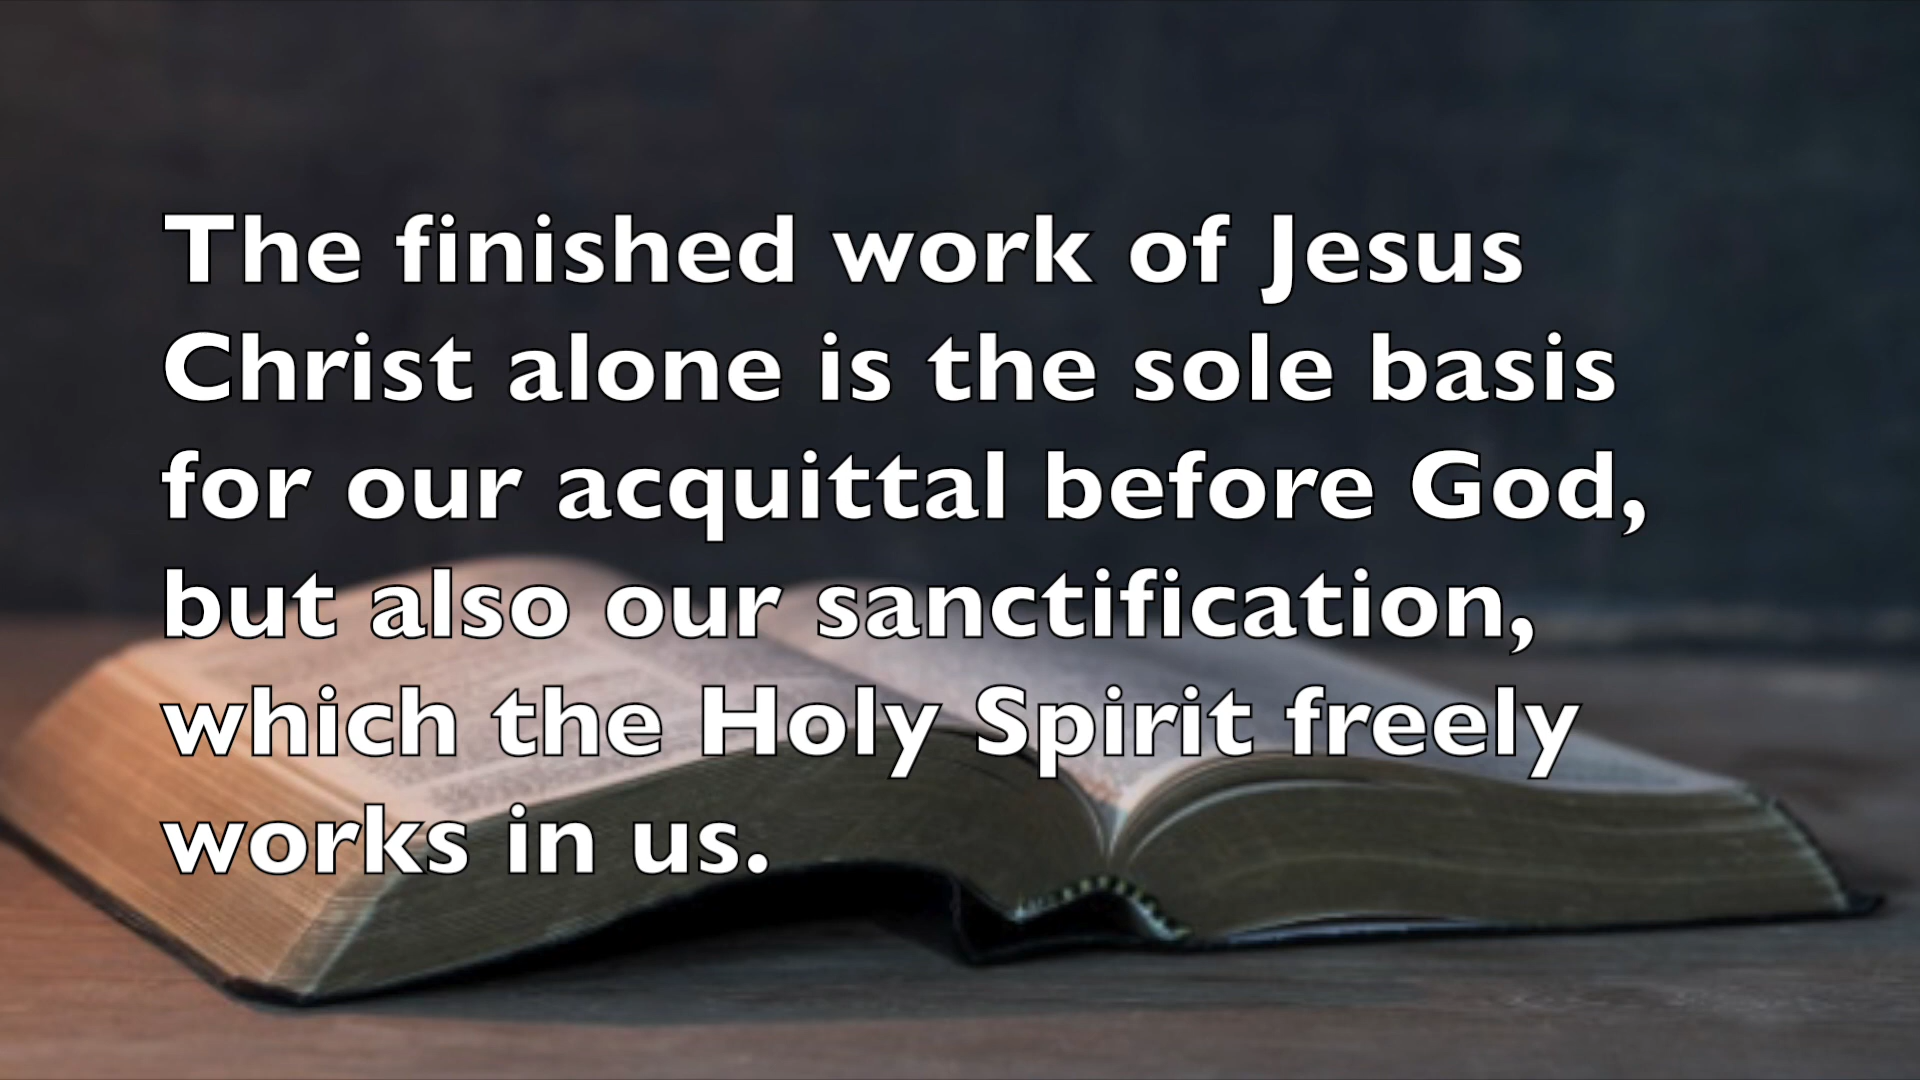 The finished work of Jesus
Christ alone is the sole basis
for our acquittal before God,
but also our sanctification,
which the Holy Spirit freely
works in us.